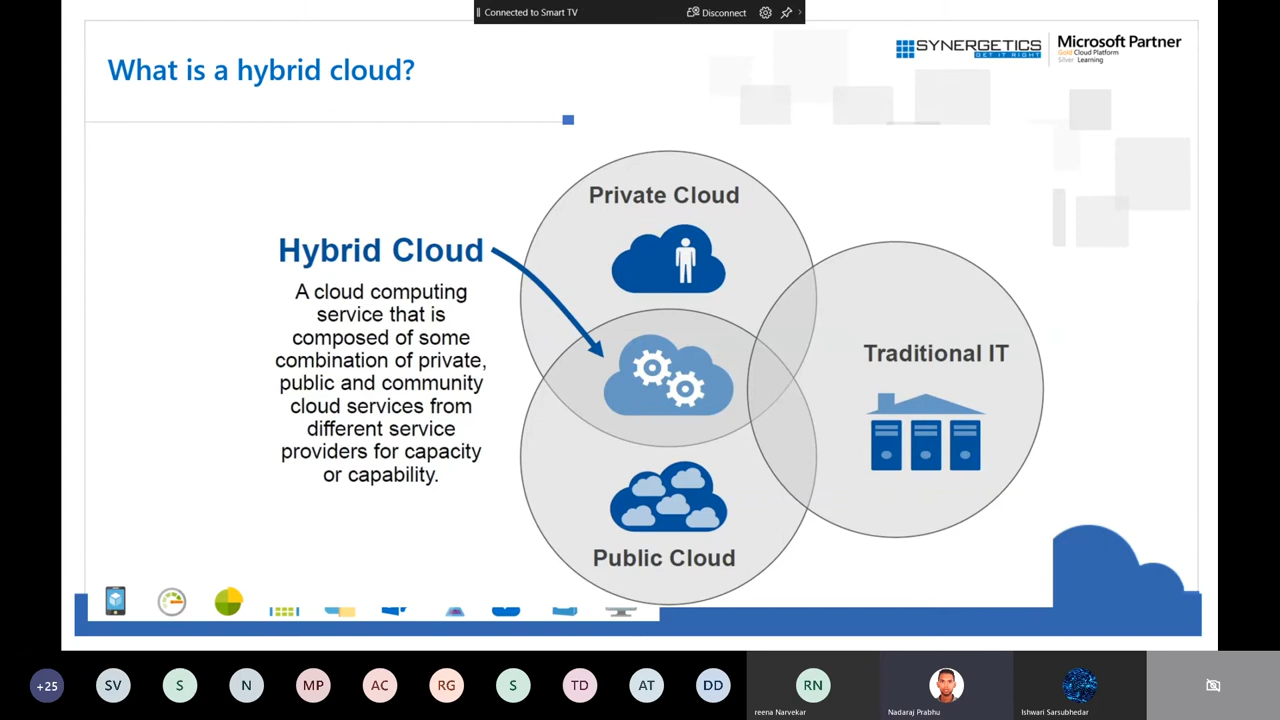 Connected to Smart TV
Disconnect
What is a hybrid cloud?
SYNERGETICS
GET IT RIGHT
Microsoft Partner
Gold Cloud Platform
Silver Learning
Private Cloud
Hybrid Cloud
A cloud computing
service that is
composed of some
combination of private,
public and community
cloud services from
different service
providers for capacity
or capability.
Traditional IT
Public Cloud
+25
SV
S
N
MP
AC
RG
S
TD
AT
DD
RN
reena Narvekar
Nadaraj Prabhu
Ishwari Sarsubhedar